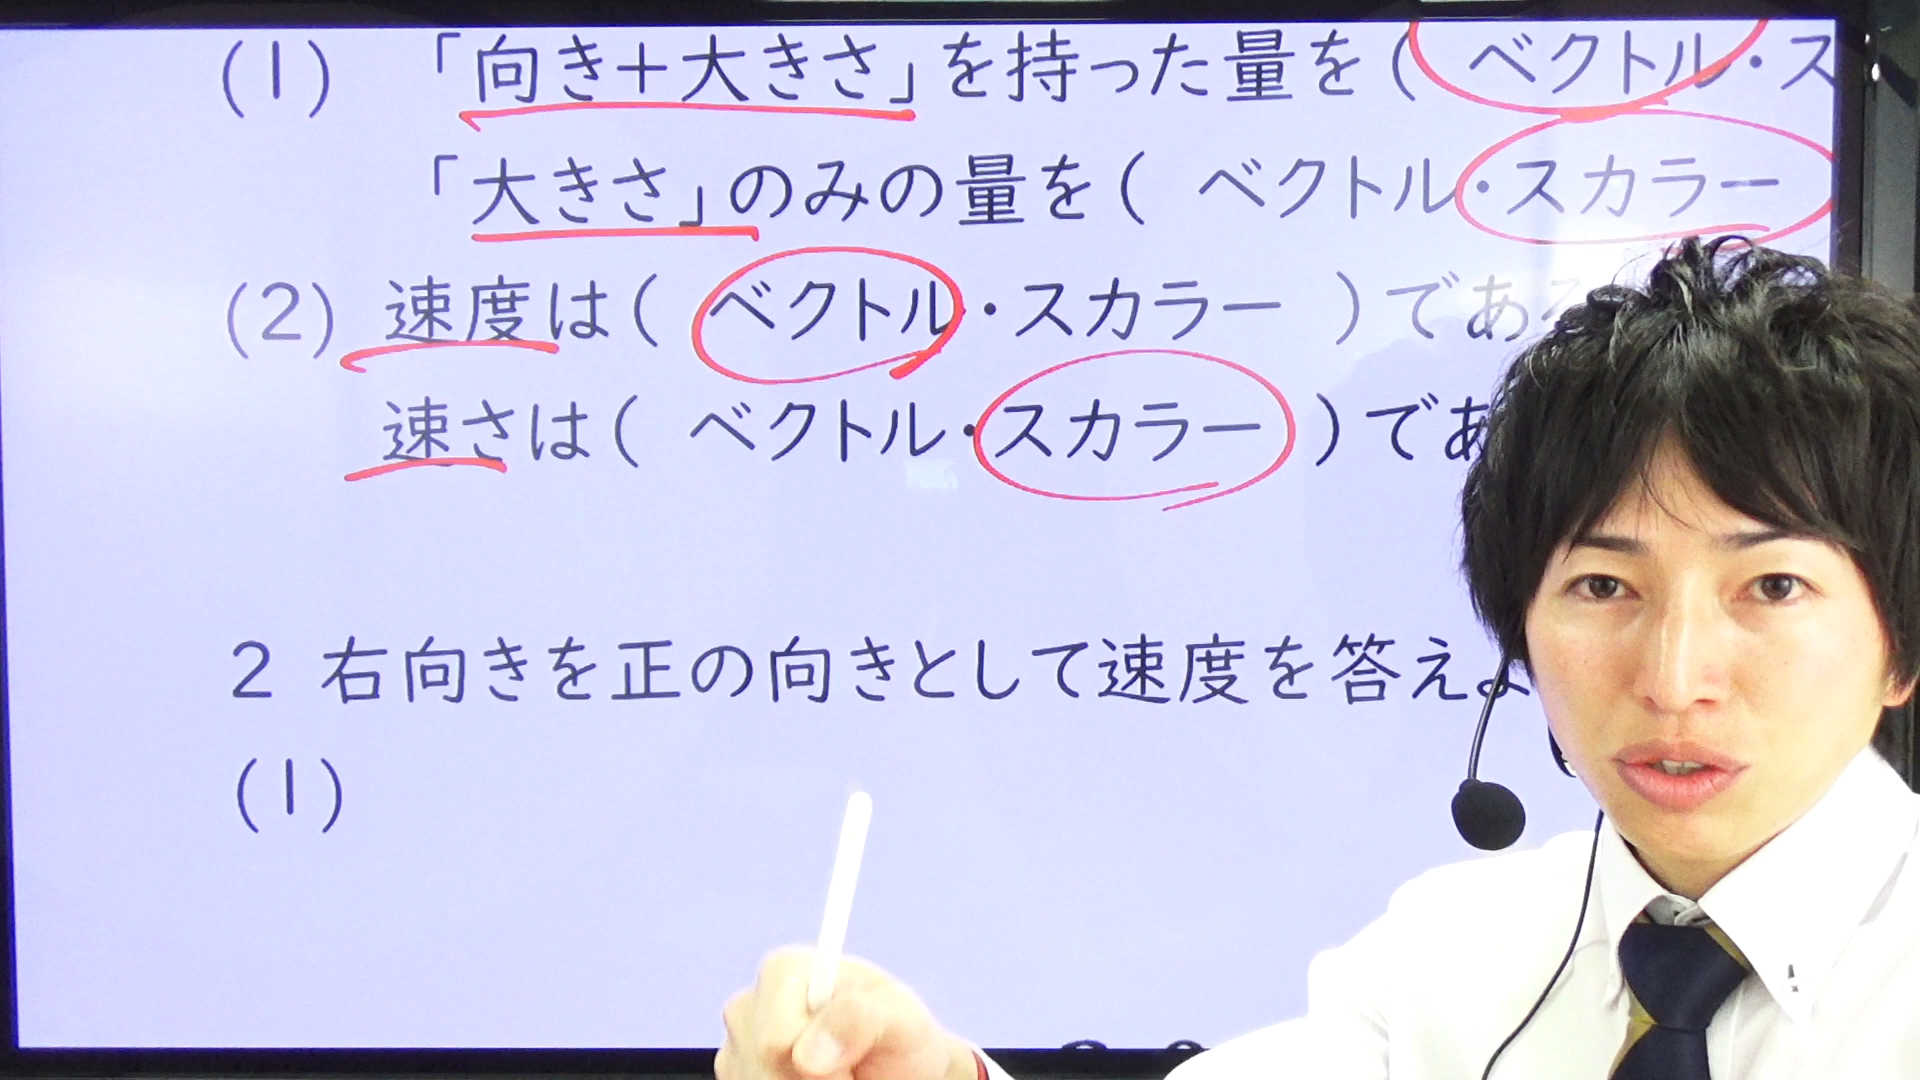 (1) 「向き+大きさ」を持った量を( ベクトル・ス
「大きさ」のみの量を( ベクトル・スカラー
(2) 速度は( ベクトル・スカラー )であ
速さは( ベクトル・スカラー )であ
2 右向きを正の向きとして速度を答えよ
(1)